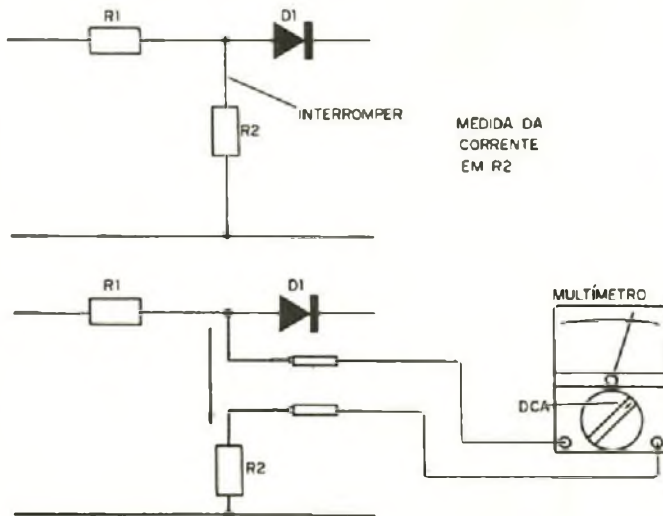 R1
D1
INTERROMPER
R2
MEDIDA DA
CORRENTE
EM R2
R1
D1
MULTÍMETRO
DCA
R2